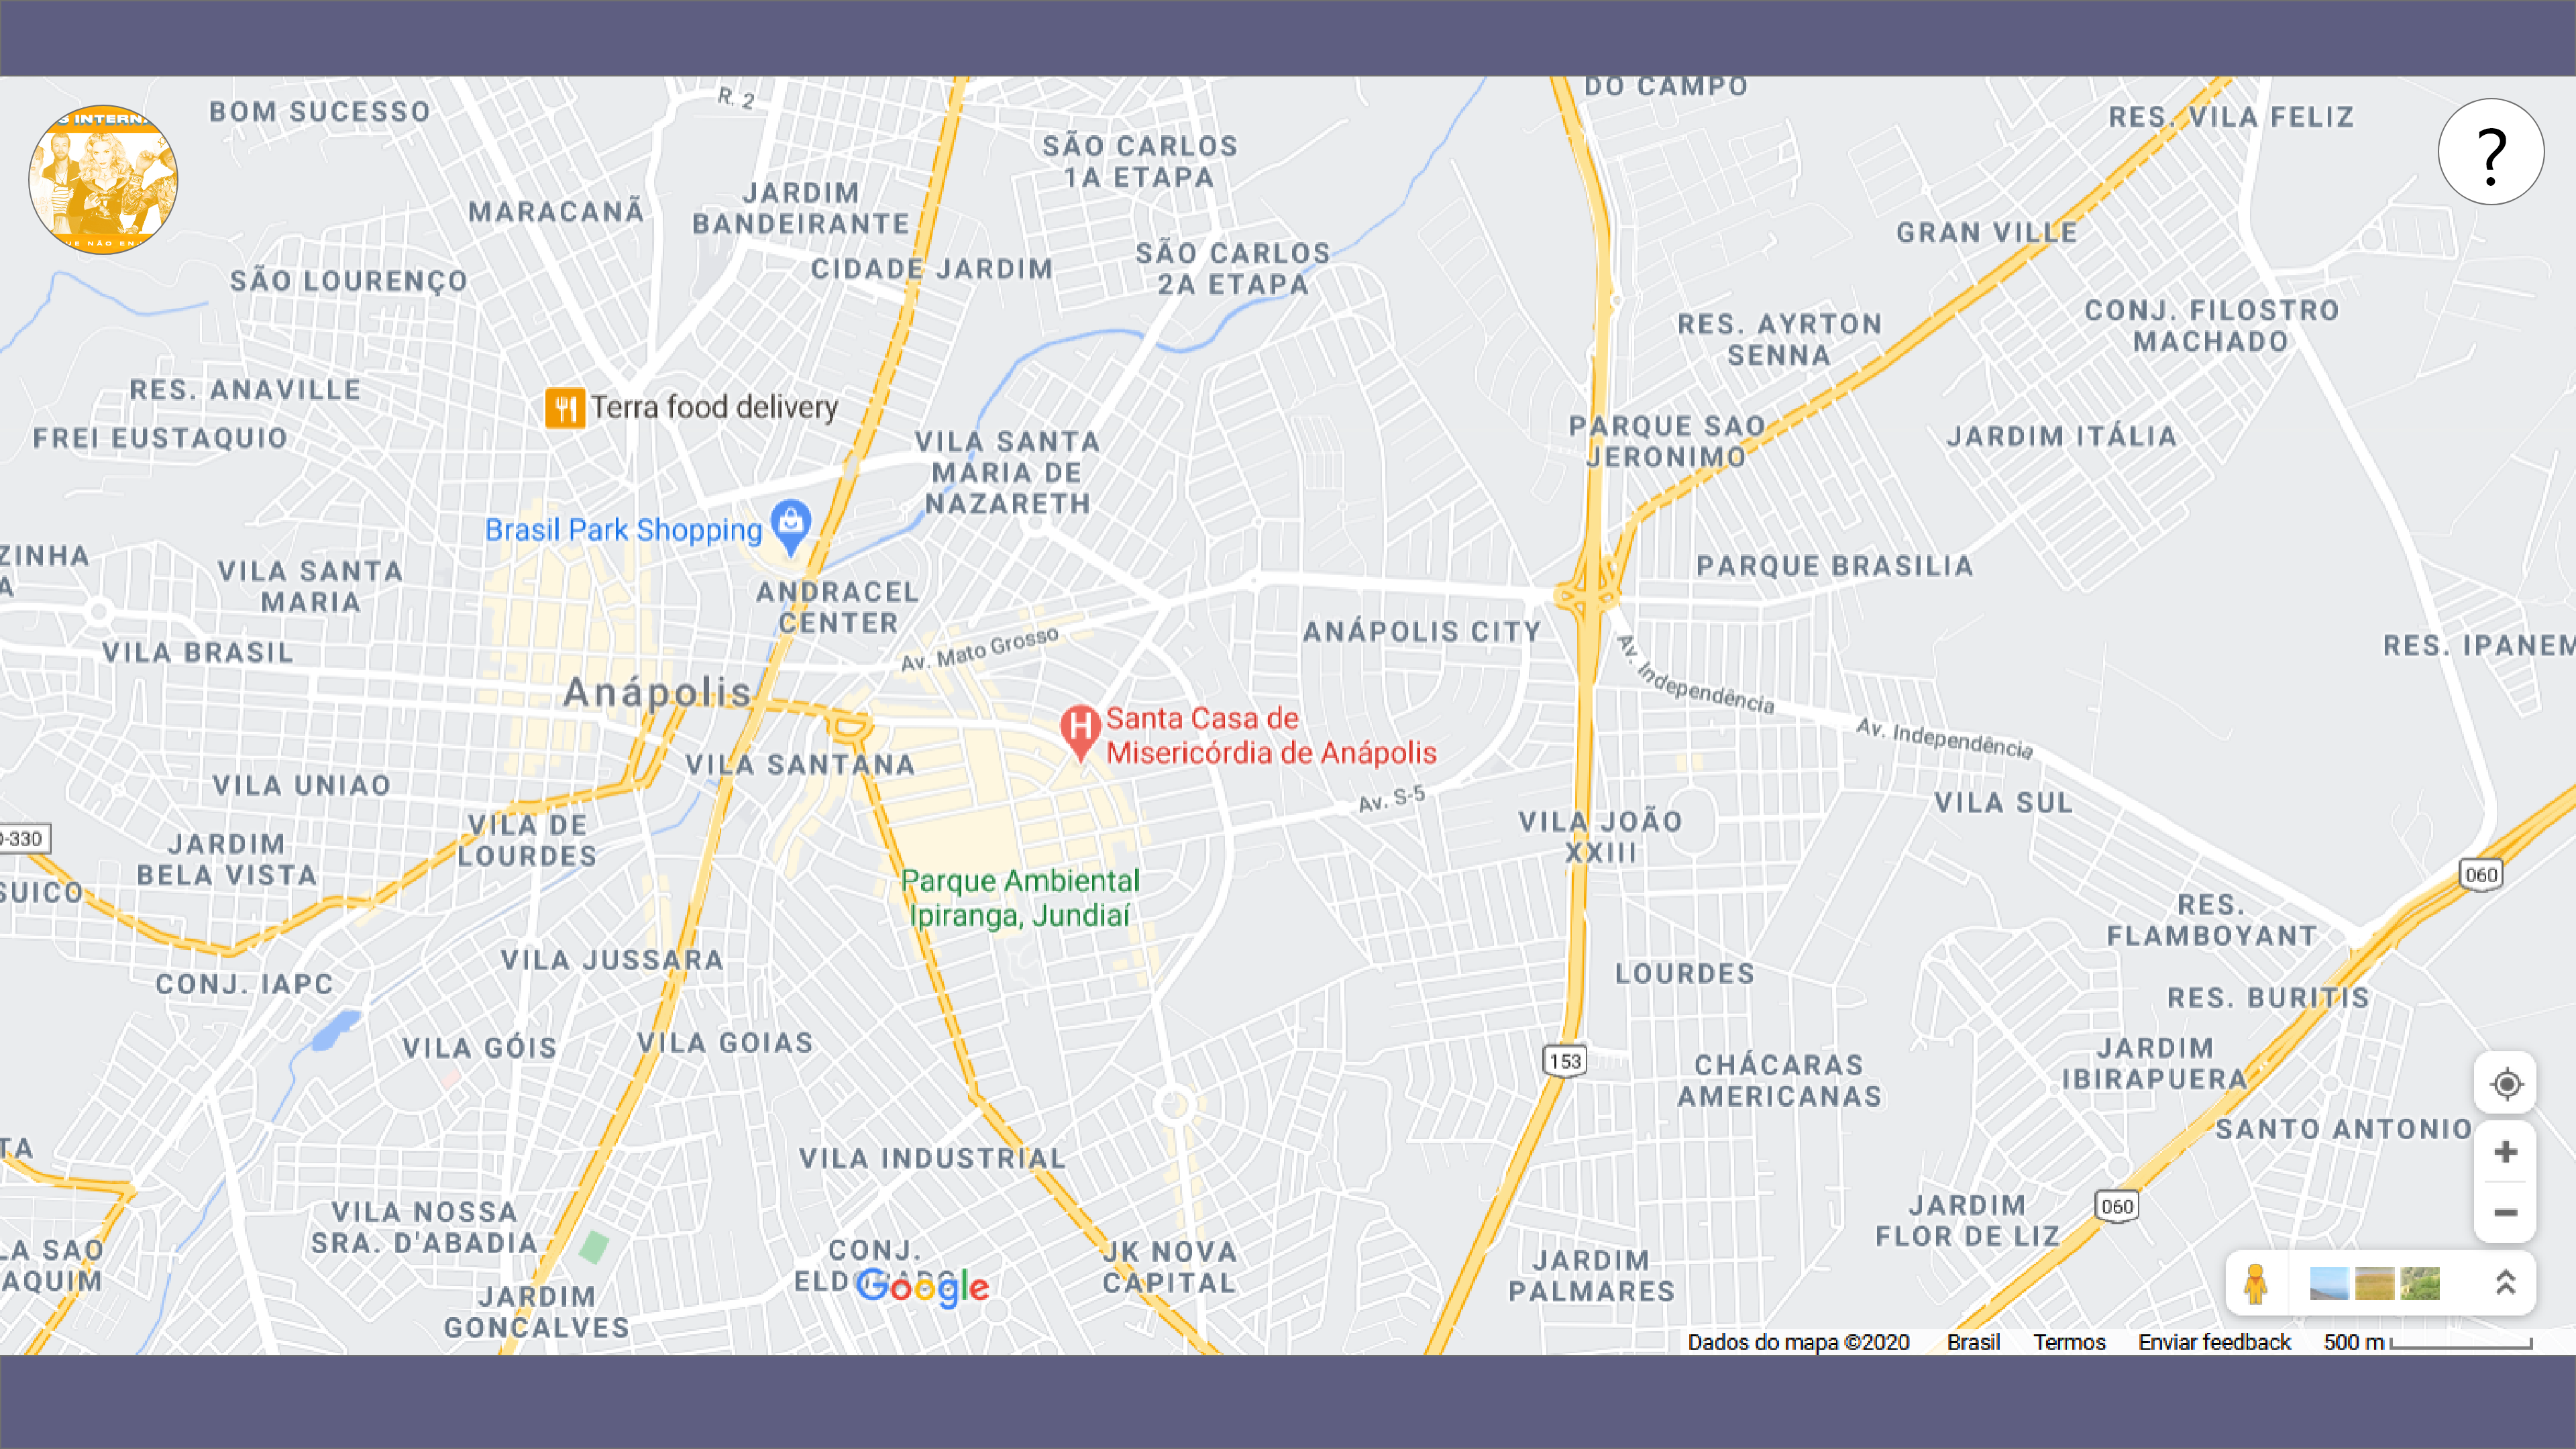 DO CAMPO
S INTERN
UE NÃO EN
BOM SUCESSO
R. 2
RES. VILA FELIZ
?
SÃO CARLOS
1A ETAPA
MARACANÃ
JARDIM
BANDEIRANTE
GRAN VILLE
CIDADE JARDIM
SÃO CARLOS
2A ETAPA
SÃO LOURENÇO
RES. AYRTON
SENNA
CONJ. FILOSTRO
MACHADO
RES. ANAVILLE
Terra food delivery
FREI EUSTAQUIO
VILA SANTA
MARIA DE
NAZARETH
PARQUE SAO
JERONIMO
JARDIM ITÁLIA
Brasil Park Shopping
ZINHA
A
VILA SANTA
MARIA
ANDRACEL
CENTER
PARQUE BRASILIA
VILA BRASIL
Av. Mato Grosso
ANÁPOLIS CITY
Av. Independência
RES. IPANEM
Anápolis
Santa Casa de
Misericórdia de Anápolis
Av. Independência
VILA SANTANA
VILA UNIAO
Av. S-5
VILA SUL
VILA DE
LOURDES
VILA JOÃO
XXIII
0-330
JARDIM
BELA VISTA
SUICO
Parque Ambiental
Ipiranga, Jundiaí
060
RES.
FLAMBOYANT
VILA JUSSARA
CONJ. IAPC
LOURDES
RES. BURITIS
VILA GÓIS
VILA GOIAS
153
CHÁCARAS
AMERICANAS
JARDIM
IBIRAPUERA
SANTO ANTONIO
TA
VILA INDUSTRIAL
VILA NOSSA
SRA. D'ABADIA
060
JARDIM
FLOR DE LIZ
LA SAO
AQUIM
CONJ.
Google
JK NOVA
CAPITAL
JARDIM
PALMARES
JARDIM
GONCALVES
Dados do mapa ©2020 Brasil Termos Enviar feedback 500 m